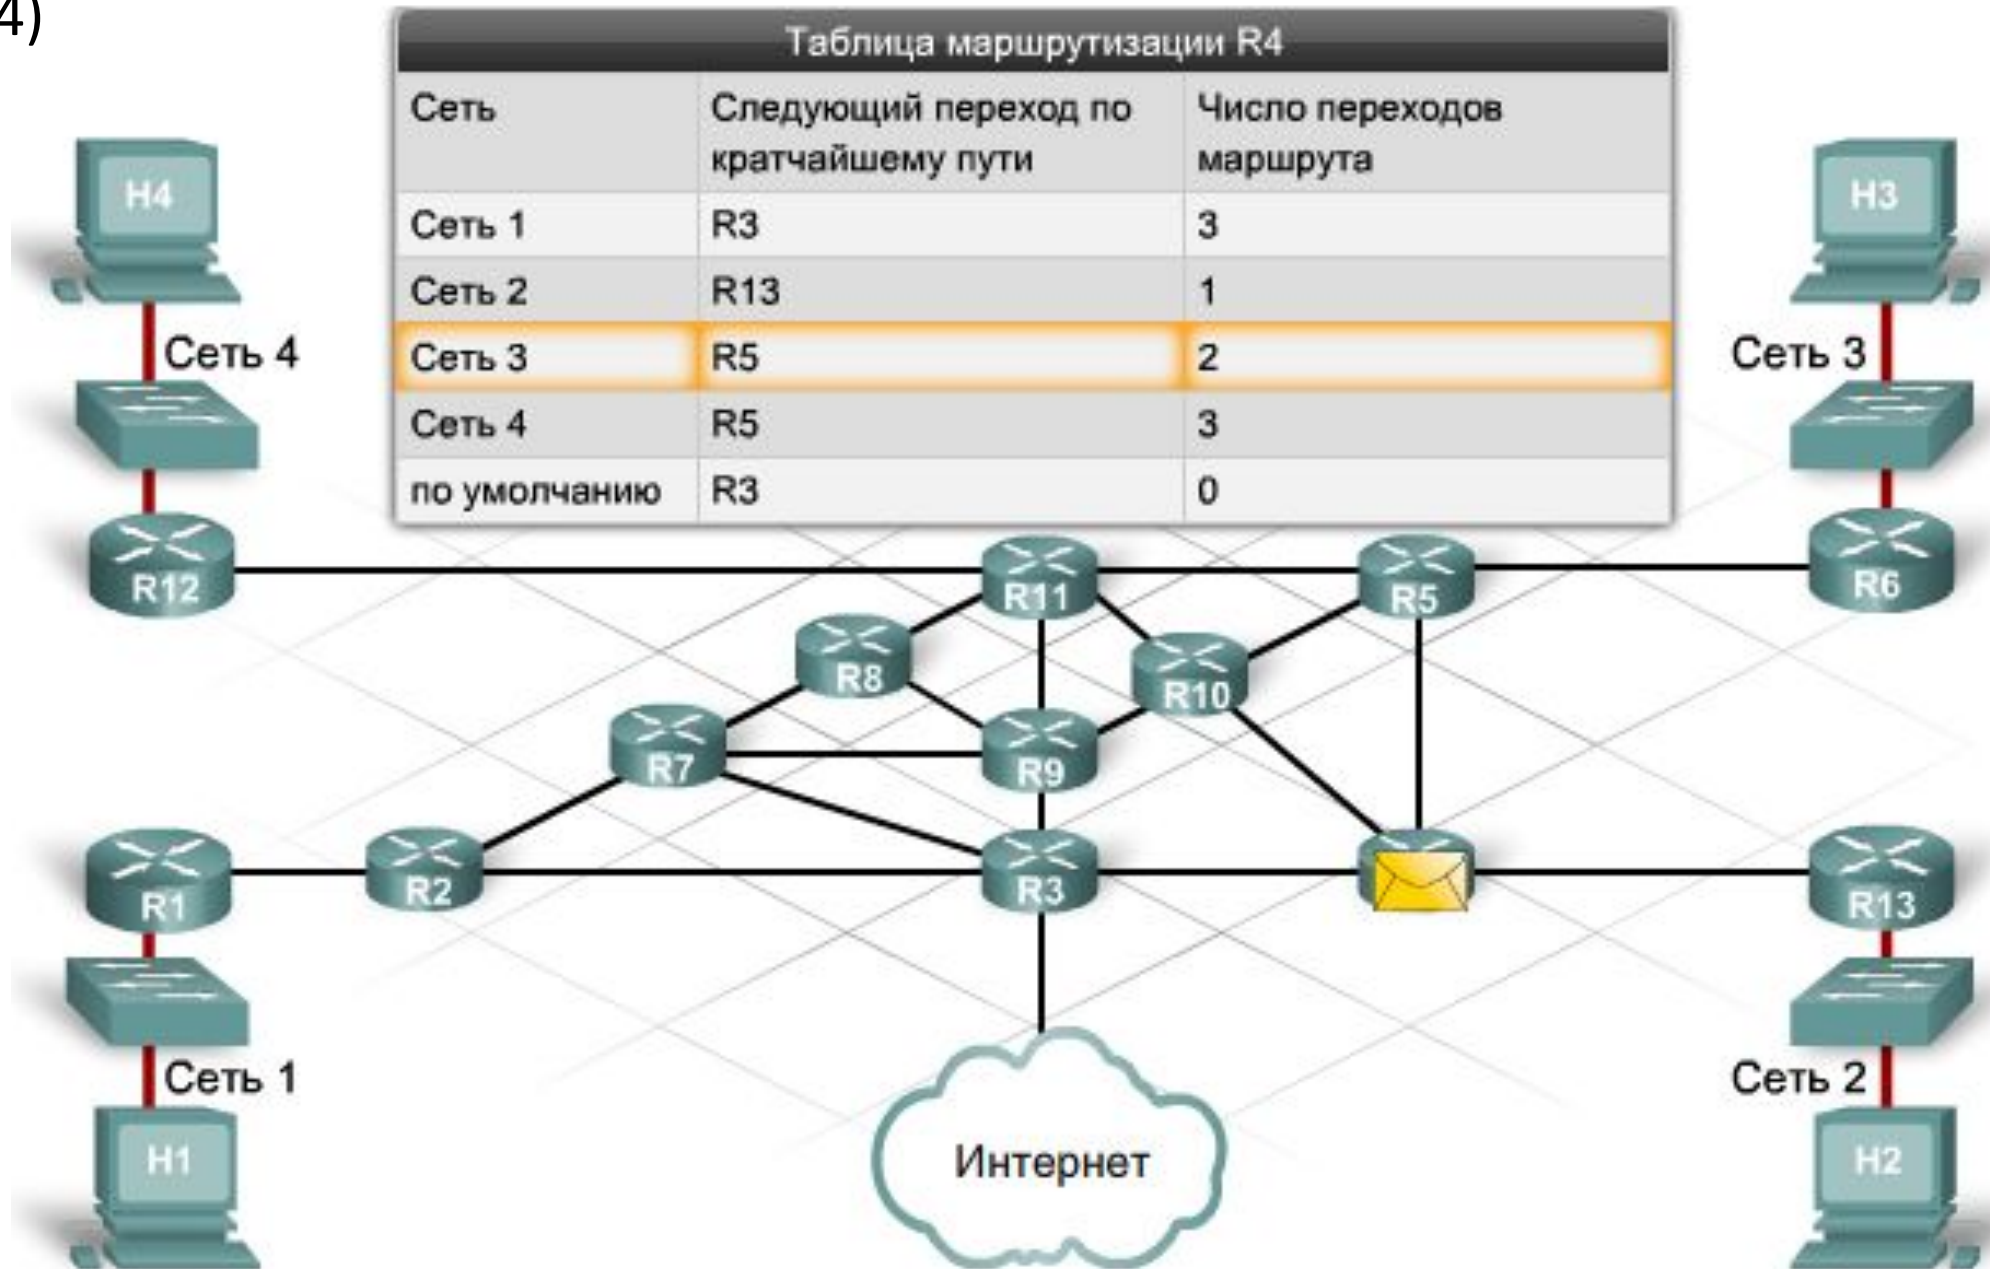 4)
Таблица маршрутизации R4
Сеть
Следующий переход по
кратчайшему пути
Число переходов
маршрута
Сеть 1 R3 3
Сеть 2 R13 1
Сеть 3 R5 2
Сеть 4 R5 3
по умолчанию R3 0
H4
H3
Сеть 4
Сеть 3
R12
R11
R5
R6
R8
R10
R7
R9
R1
R2
R3
R13
Сеть 1
Сеть 2
H1
Интернет
H2